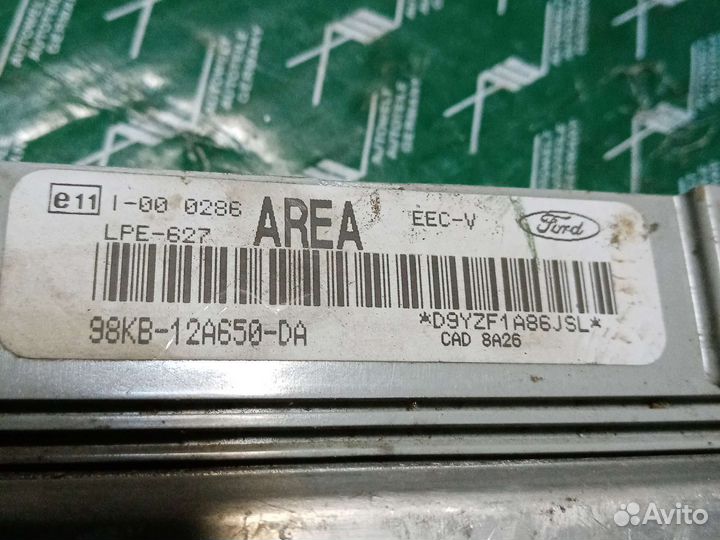 e11 I-00 0286 AREA EEC-V Ford
LPE-627
98KB-12A650-DA *D9YZF1A86JSL*
CAD 8A26
Avito